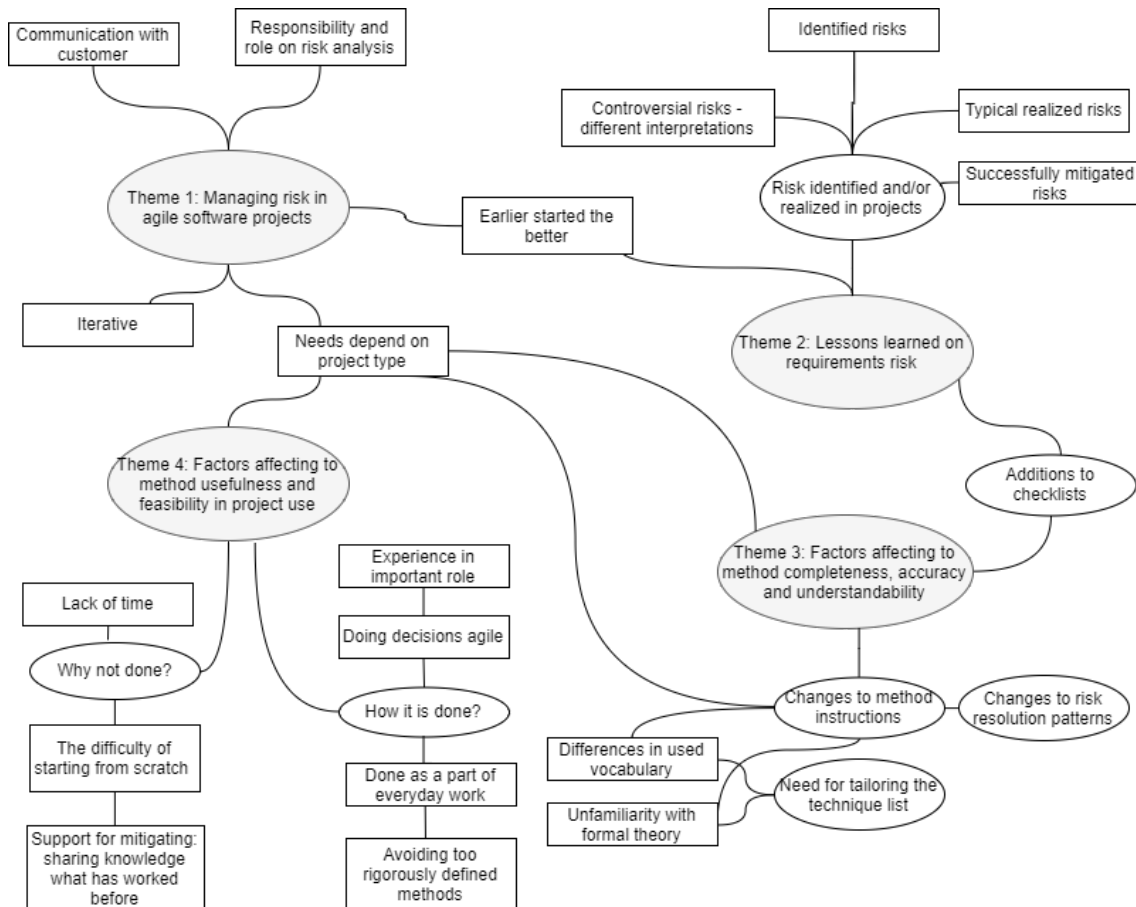 Communication with
customer
Responsibility and
role on risk analysis
Identified risks
Controversial risks -
different interpretations
Typical realized risks
Theme 1: Managing risk in
agile software projects
Risk identified and/or
realized in projects
Successfully mitigated
risks
Earlier started the
better
Iterative
Needs depend on
project type
Theme 2: Lessons learned on
requirements risk
Theme 4: Factors affecting to
method usefulness and
feasibility in project use
Additions to
checklists
Theme 3: Factors affecting to
method completeness, accuracy
and understandability
Experience in
important role
Lack of time
Doing decisions agile
Why not done?
How it is done?
Changes to method
instructions
Changes to risk
resolution patterns
The difficulty of
starting from scratch
Done as a part of
everyday work
Differences in used
vocabulary
Need for tailoring the
technique list
Unfamiliarity with
formal theory
Support for mitigating:
sharing knowledge
what has worked
before
Avoiding too
rigorously defined
methods